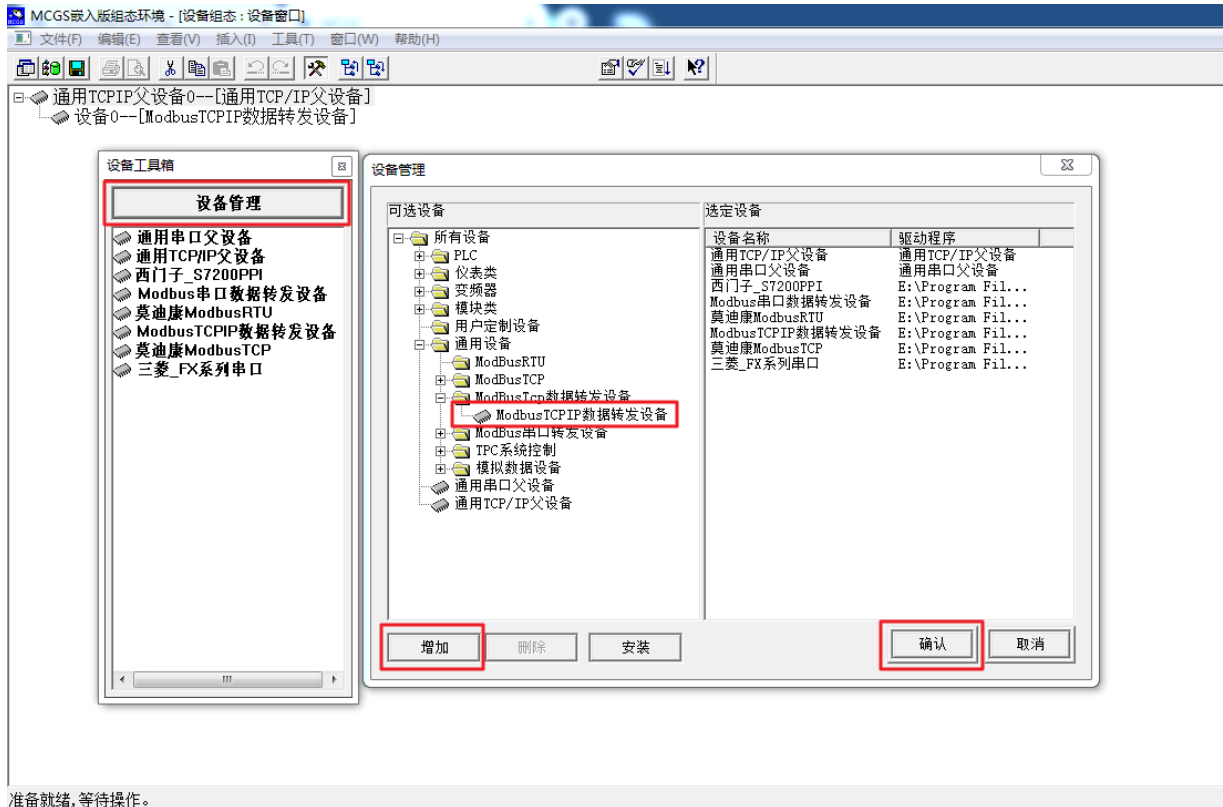 MCGS嵌入版组态环境 - [设备组态 : 设备窗口]
文件(F) 编辑(E) 查看(V) 插入(I) 工具(T) 窗口(W) 帮助(H)
通用TCPIP父设备0--[通用TCP/IP父设备]
设备0--[ModbusTCPIP数据转发设备]
设备工具箱
设备管理
通用串口父设备
通用TCP/IP父设备
西门子_S7200PPI
Modbus串口数据转发设备
莫迪康ModbusRTU
ModbusTCPIP数据转发设备
莫迪康ModbusTCP
三菱_FX系列串口
设备管理
可选设备
所有设备
PLC
仪表类
变频器
模块类
用户定制设备
通用设备
ModBusRTU
ModBusTCP
ModBusTcp数据转发设备
ModbusTCPIP数据转发设备
ModBus串口转发设备
TPC系统控制
模拟数据设备
通用串口父设备
通用TCP/IP父设备
选定设备
设备名称 驱动程序
通用TCP/IP父设备 通用TCP/IP父设备
通用串口父设备 通用串口父设备
西门子_S7200PPI E:\Program Fil...
Modbus串口数据转发设备 E:\Program Fil...
莫迪康ModbusRTU E:\Program Fil...
ModbusTCPIP数据转发设备 E:\Program Fil...
莫迪康ModbusTCP E:\Program Fil...
三菱_FX系列串口 E:\Program Fil...
增加 删除 安装 确认 取消
准备就绪,等待操作。